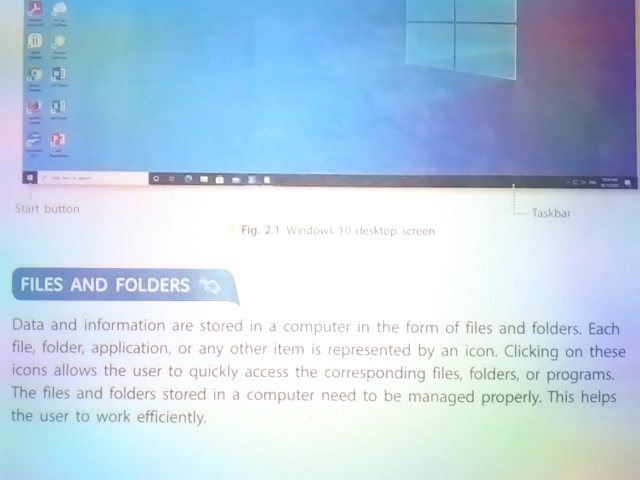 Start button
Taskbar
Fig. 2.1 Windows 10 desktop screen
FILES AND FOLDERS
Data and information are stored in a computer in the form of files and folders. Each
file, folder, application, or any other item is represented by an icon. Clicking on these
icons allows the user to quickly access the corresponding files, folders, or programs.
The files and folders stored in a computer need to be managed properly. This helps
the user to work efficiently.